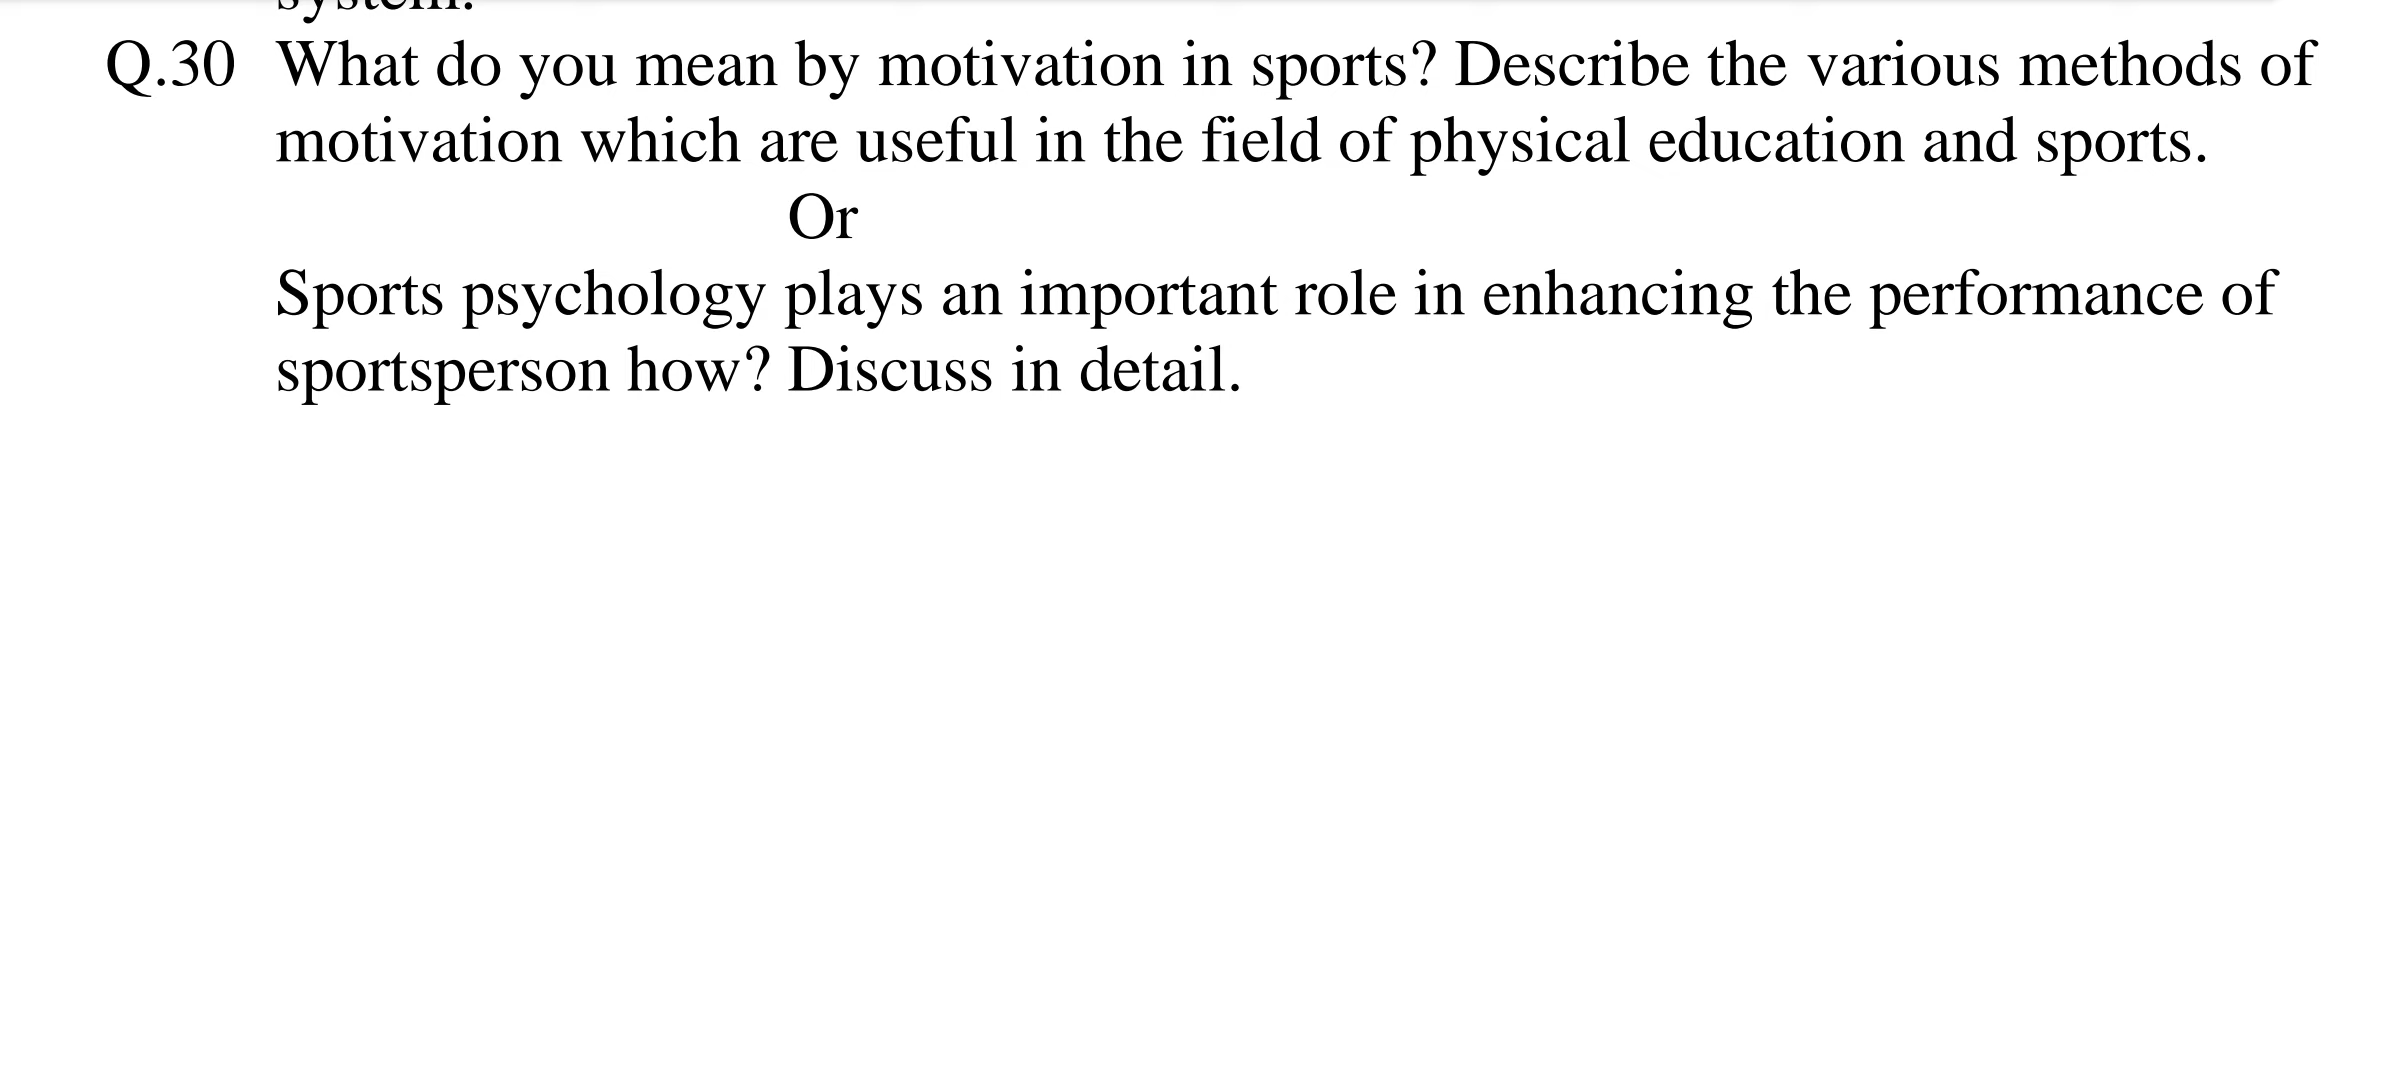 Q.30 What do you mean by motivation in sports? Describe the various methods of
motivation which are useful in the field of physical education and sports.
Or
Sports psychology plays an important role in enhancing the performance of
sportsperson how? Discuss in detail.